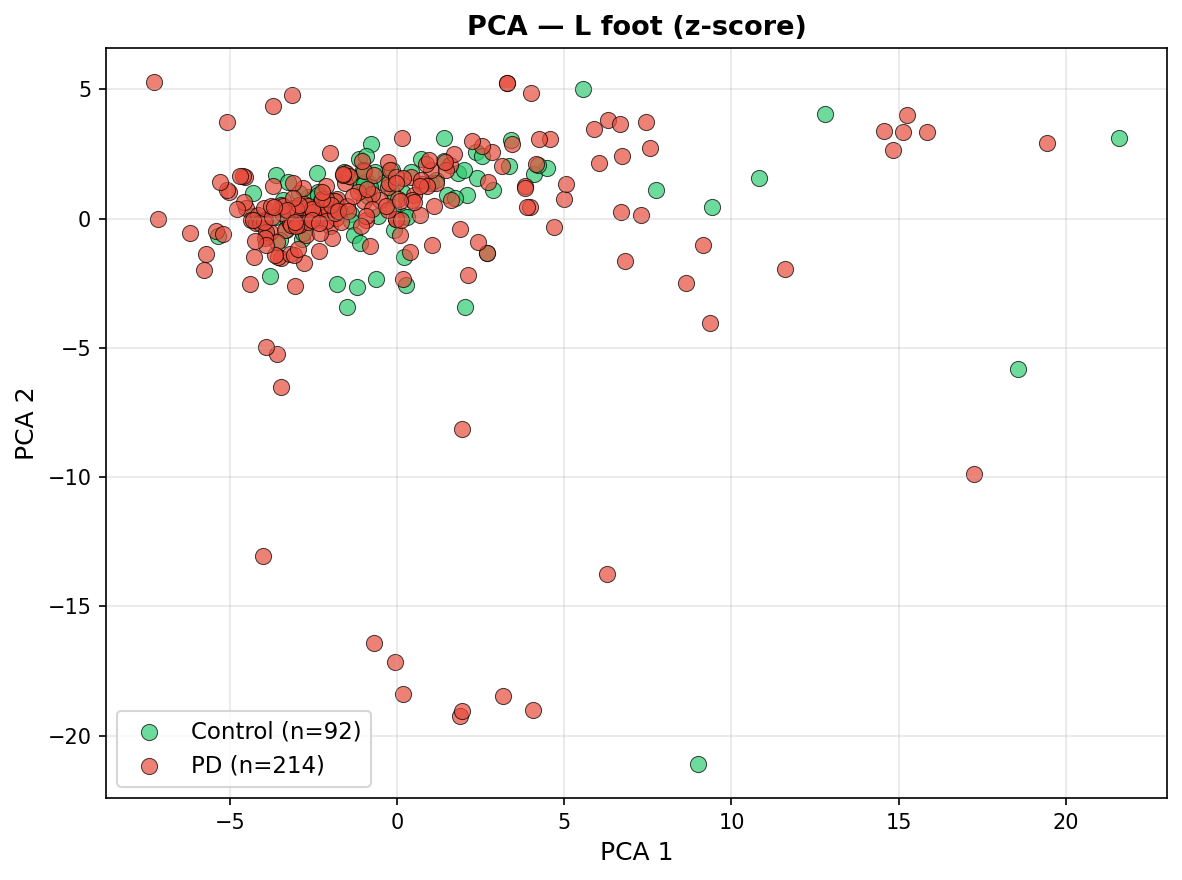 PCA — L foot (z-score)
5
0
−5
−10
−15
−20
PCA 2
Control (n=92)
PD (n=214)
−5
0
5
10
15
20
PCA 1